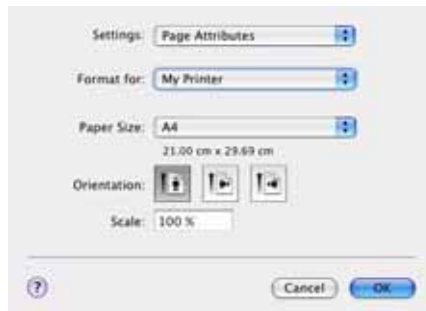 Settings: Page Attributes
Format for: My Printer
Paper Size: A4
21.00 cm x 29.69 cm
Orientation:
Scale: 100 %
? Cancel OK